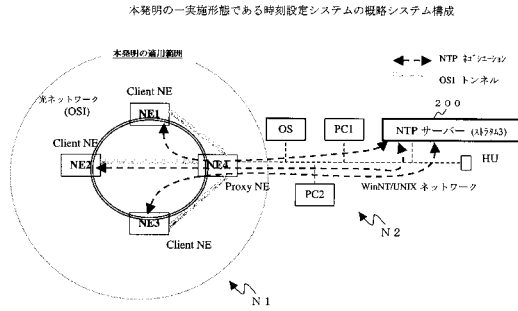 本発明の一実施形態である時刻設定システムの概略システム構成
本発明の適用範囲
NTP ネゴシエーション
OSI トンネル
光ネットワーク
(OSI)
Client NE
NE1
200
OS
PC1
NTP サーバー (ストラタム3)
Client NE
NE2
NE4
HU
Proxy NE
WinNT/UNIX ネットワーク
PC2
NE3
Client NE
N2
N1